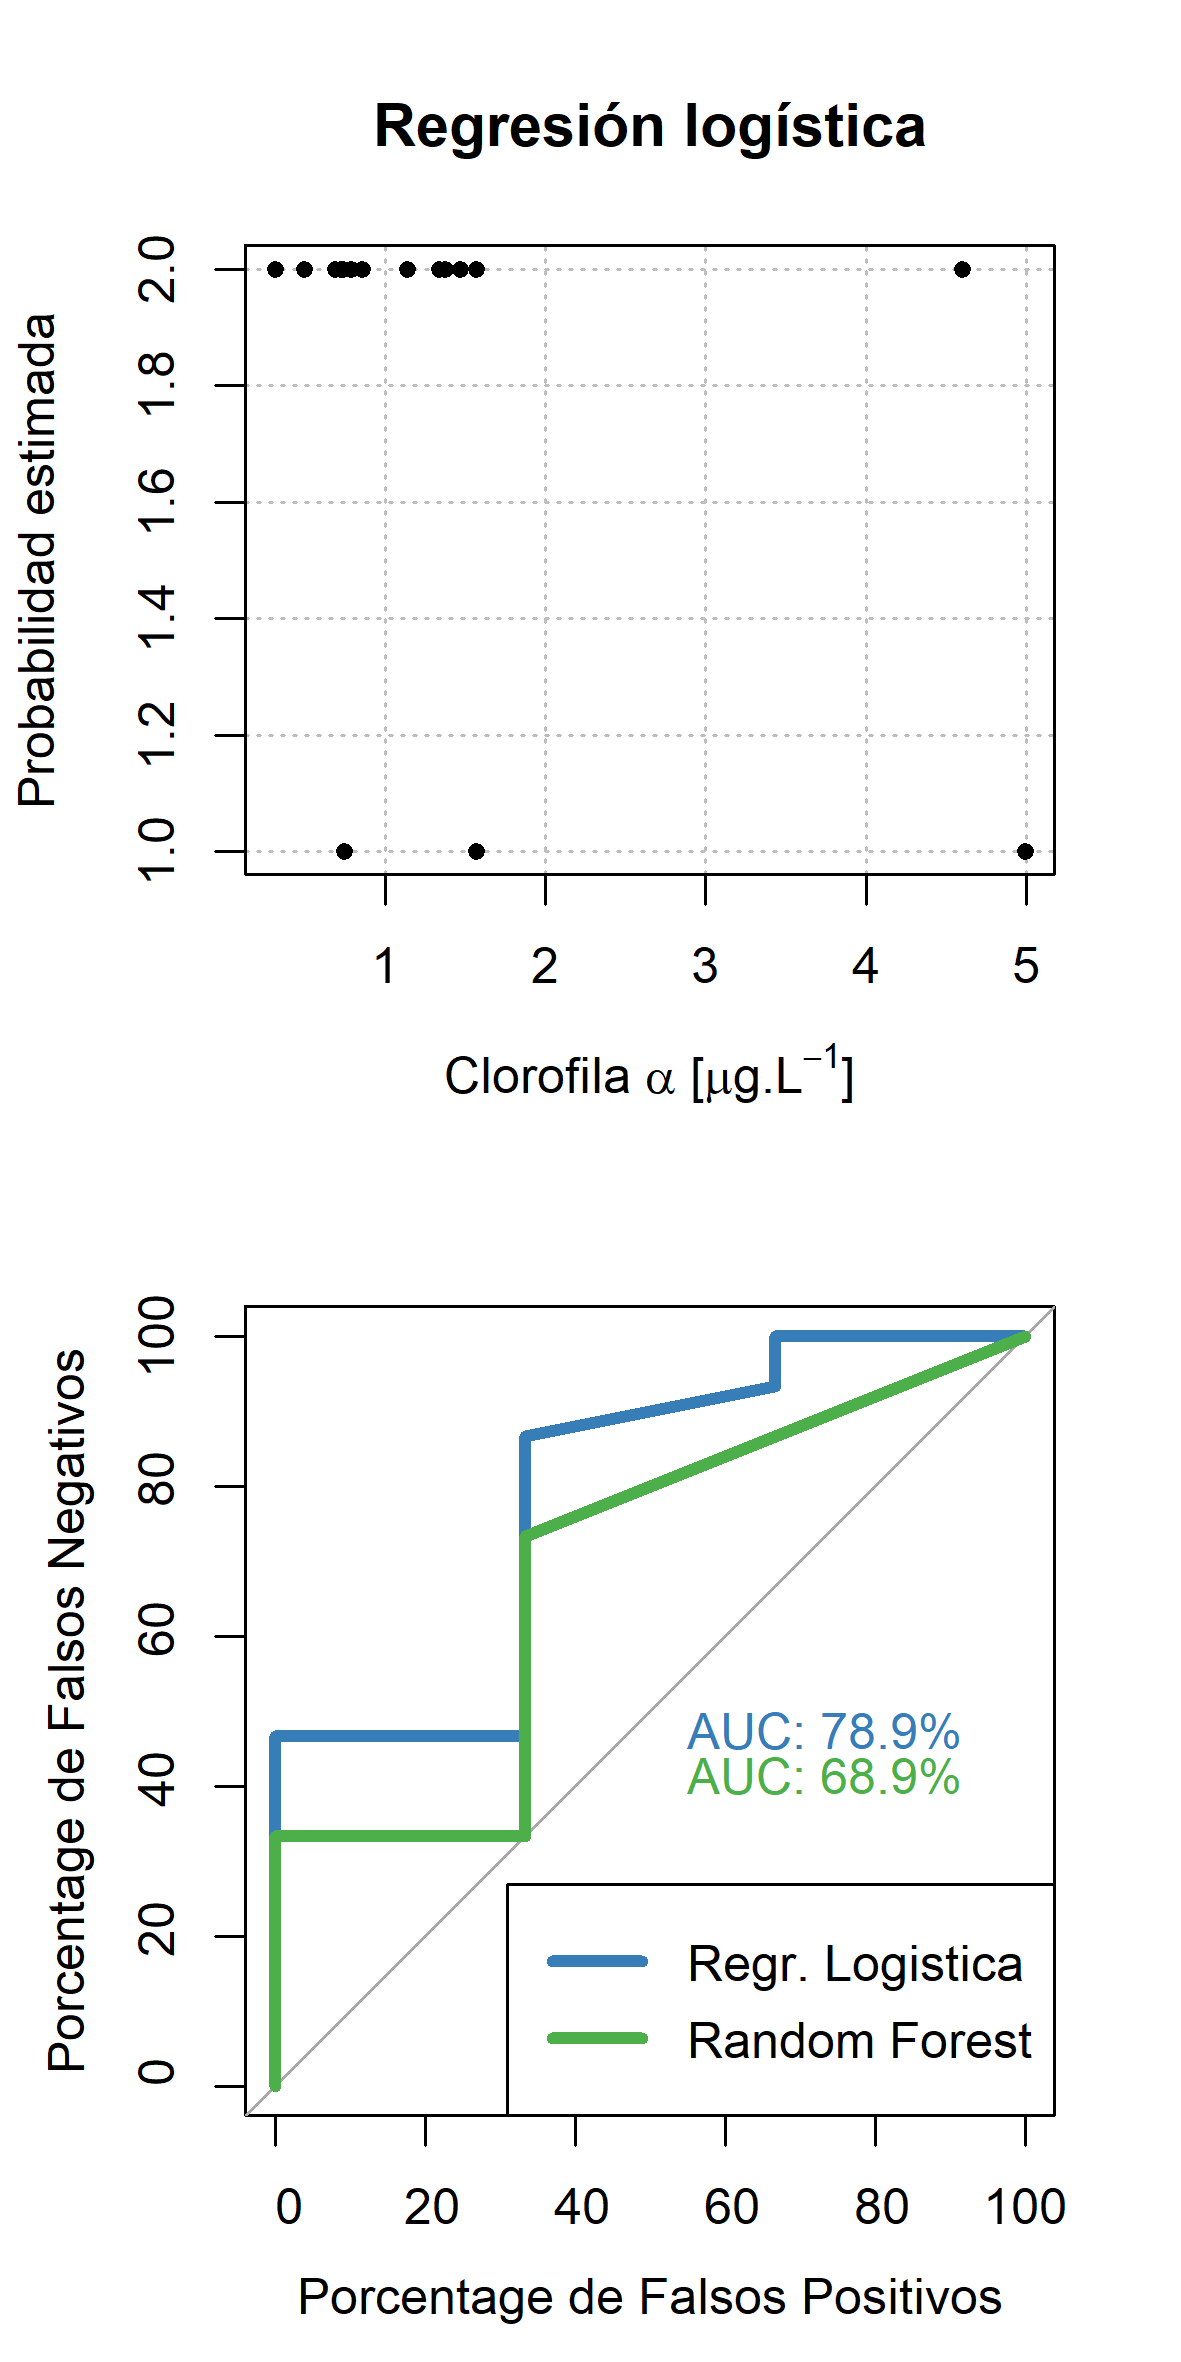 Regresión logística
Probabilidad estimada
2.0
1.8
1.6
1.4
1.2
1.0
1 2 3 4 5
Clorofila α [μg.L⁻¹]
Porcentage de Falsos Negativos
100
80
60
40
20
0
AUC: 78.9%
AUC: 68.9%
Regr. Logistica
Random Forest
0 20 40 60 80 100
Porcentage de Falsos Positivos